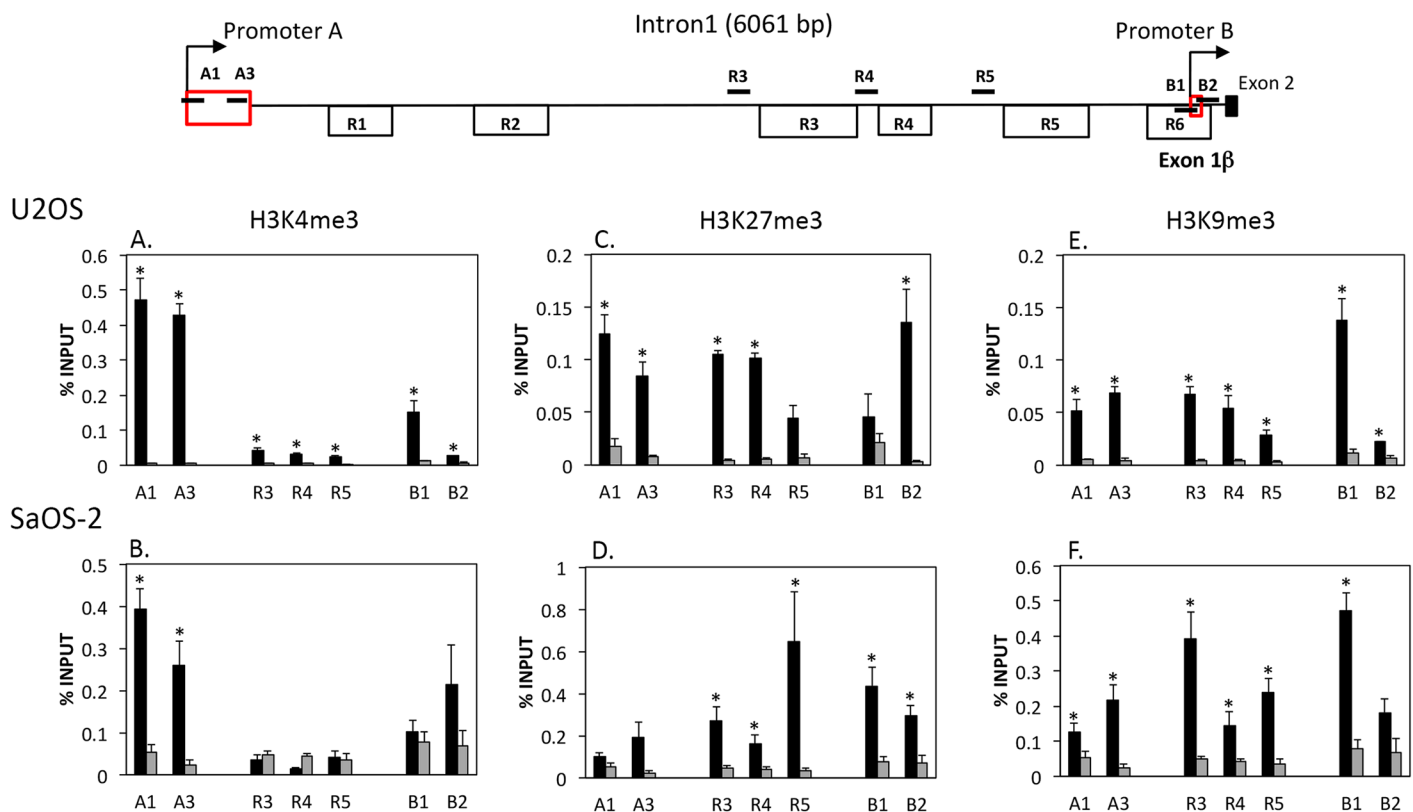 Intron1 (6061 bp)
Promoter A
Promoter B
A1 A3 R3 R4 R5 B1 B2 Exon 2
R1 R2 R3 R4 R5 R6
Exon 1β
U2OS
H3K4me3 H3K27me3 H3K9me3
A. C. E.
0.6 0.5 0.4 0.3 0.2 0.1 0
% INPUT
* * * * * * *
A1 A3 R3 R4 R5 B1 B2
0.2 0.15 0.1 0.05 0
% INPUT
* * * * *
A1 A3 R3 R4 R5 B1 B2
0.2 0.15 0.1 0.05 0
% INPUT
* * * * * * *
A1 A3 R3 R4 R5 B1 B2
SaOS-2
B. D. F.
0.5 0.4 0.3 0.2 0.1 0
% INPUT
* *
A1 A3 R3 R4 R5 B1 B2
1 0.8 0.6 0.4 0.2 0
% INPUT
* * * * *
A1 A3 R3 R4 R5 B1 B2
0.6 0.5 0.4 0.3 0.2 0.1 0
% INPUT
* * * * * *
A1 A3 R3 R4 R5 B1 B2